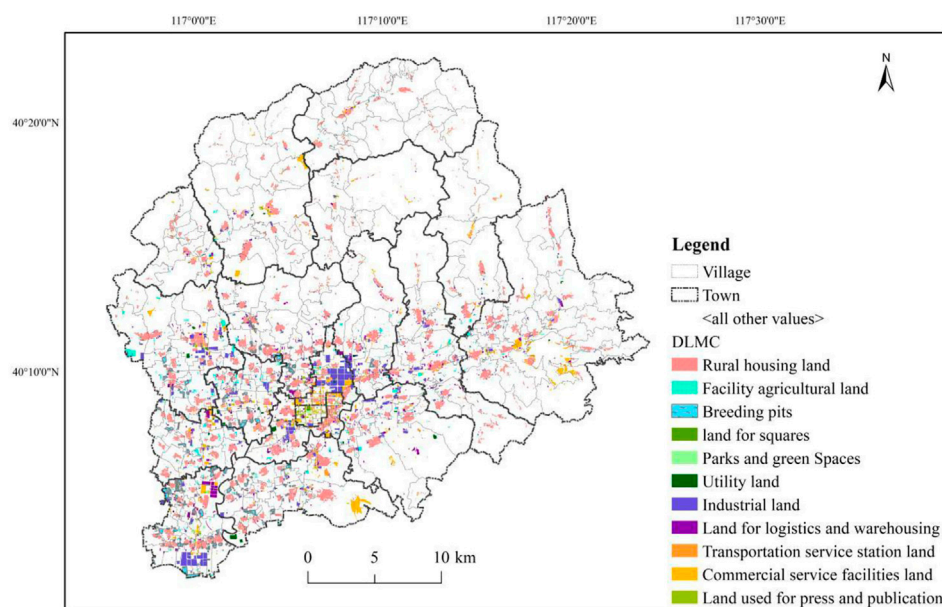 117°0'0"E 117°10'0"E 117°20'0"E 117°30'0"E
N
40°20'0"N
40°10'0"N
Legend
Village
Town
<all other values>
DLMC
Rural housing land
Facility agricultural land
Breeding pits
land for squares
Parks and green Spaces
Utility land
Industrial land
Land for logistics and warehousing
Transportation service station land
Commercial service facilities land
Land used for press and publication
0 5 10 km